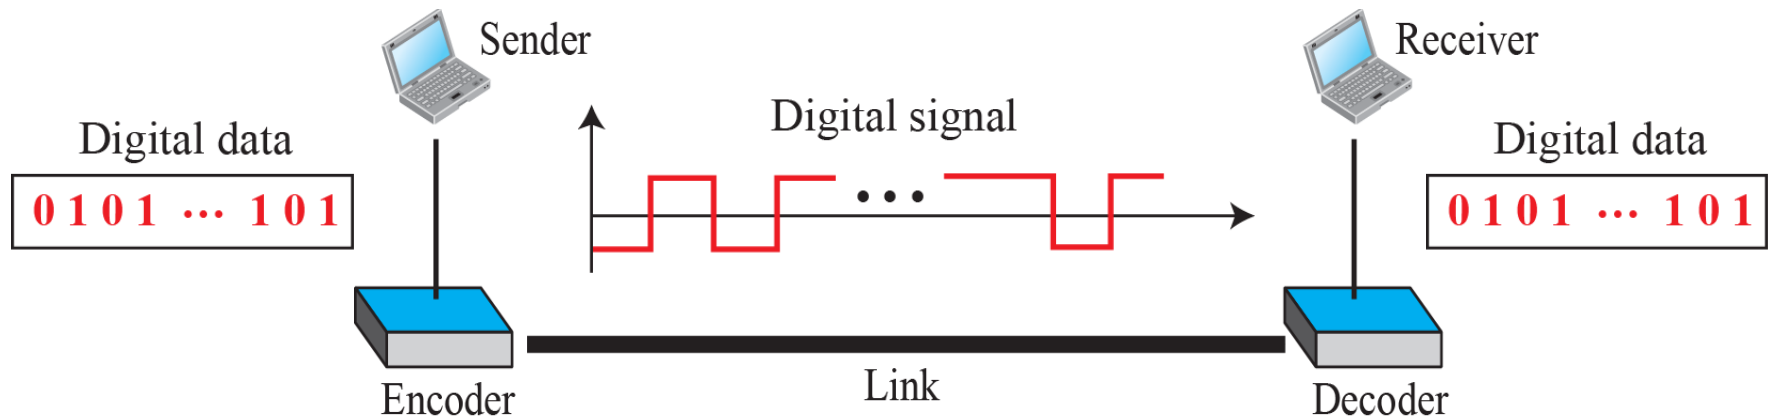 Sender
Receiver
Digital signal
Digital data
Digital data
0 1 0 1 ··· 1 0 1
• • •
0 1 0 1 ··· 1 0 1
Link
Encoder
Decoder